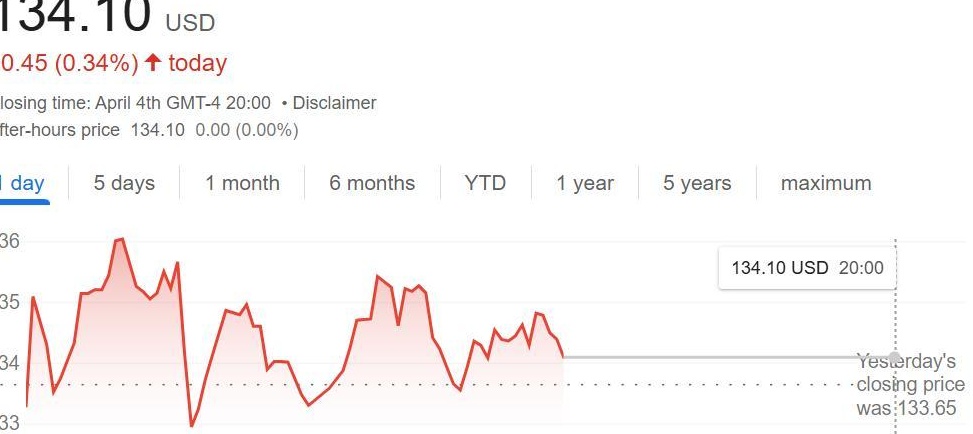 134.10 USD
0.45 (0.34%) ↑ today
losing time: April 4th GMT-4 20:00 • Disclaimer
fter-hours price 134.10 0.00 (0.00%)
1 day 5 days 1 month 6 months YTD 1 year 5 years maximum
36
134.10 USD 20:00
35
34
Yesterday's
closing price
was 133.65
33